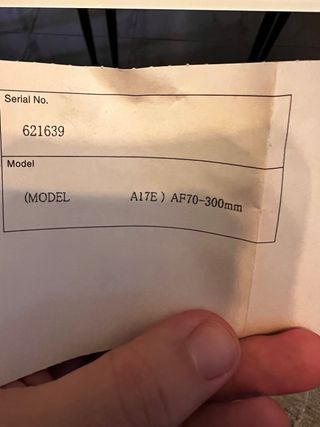 Serial No.
621639
Model
(MODEL A17E ) AF70-300mm